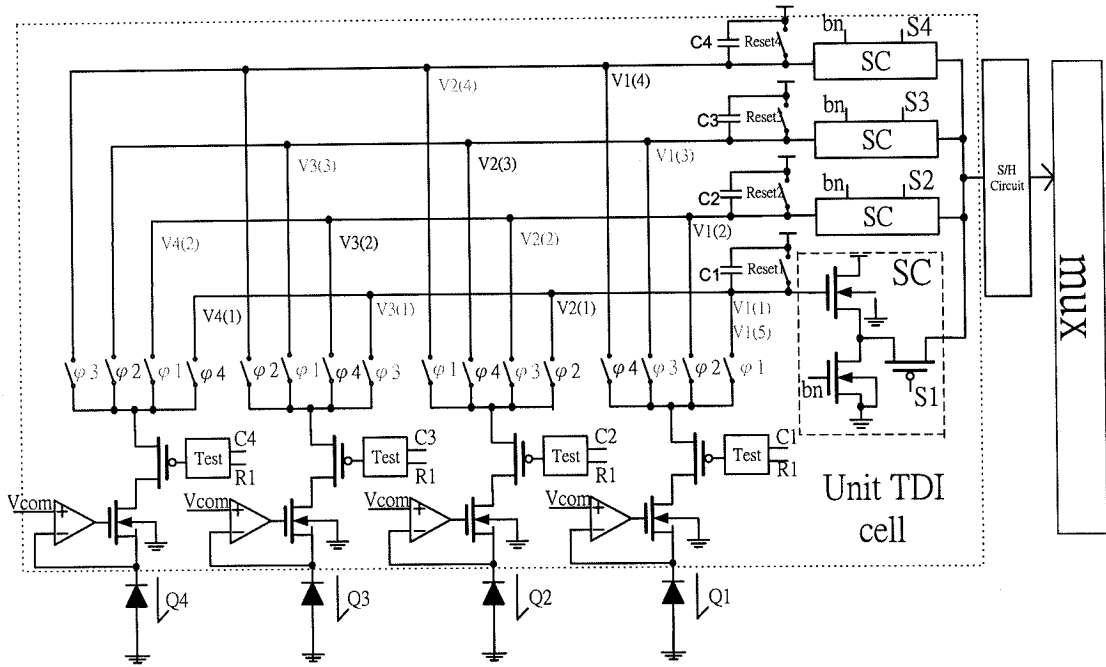 bn S4
C4 Reset4 SC
V2(4) V1(4)
bn S3
C3 Reset3 SC
V3(3) V2(3) V1(3)
bn S2
C2 Reset2 SC
V4(2) V3(2) V2(2) V1(2)
S/H
Circuit
mux
C1 Reset1 SC
V4(1) V3(1) V2(1) V1(1)
V1(5)
φ3 φ2 φ1 φ4 φ2 φ1 φ4 φ3 φ1 φ4 φ3 φ2 φ4 φ3 φ2 φ1
bn S1
Test C4 R1 Test C3 R1 Test C2 R1 Test C1 R1
Unit TDI
cell
Vcom + − Vcom + − Vcom + − Vcom + −
Q4 Q3 Q2 Q1